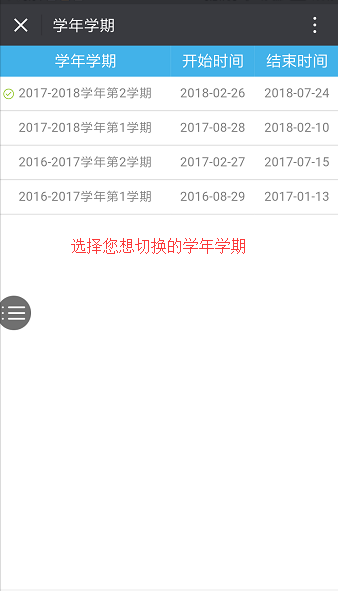 学年学期
学年学期 开始时间 结束时间
2017-2018学年第2学期 2018-02-26 2018-07-24
2017-2018学年第1学期 2017-08-28 2018-02-10
2016-2017学年第2学期 2017-02-27 2017-07-15
2016-2017学年第1学期 2016-08-29 2017-01-13
选择您想切换的学年学期